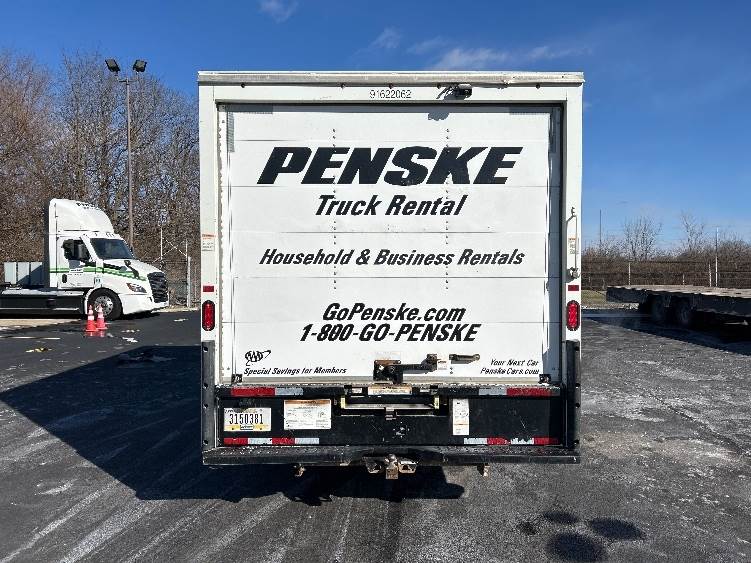 91622062
PENSKE
Truck Rental
Household & Business Rentals
GoPenske.com
1-800-GO-PENSKE
AAA
Special Savings for Members
Your Next Car
PenskeCars.com
3150381